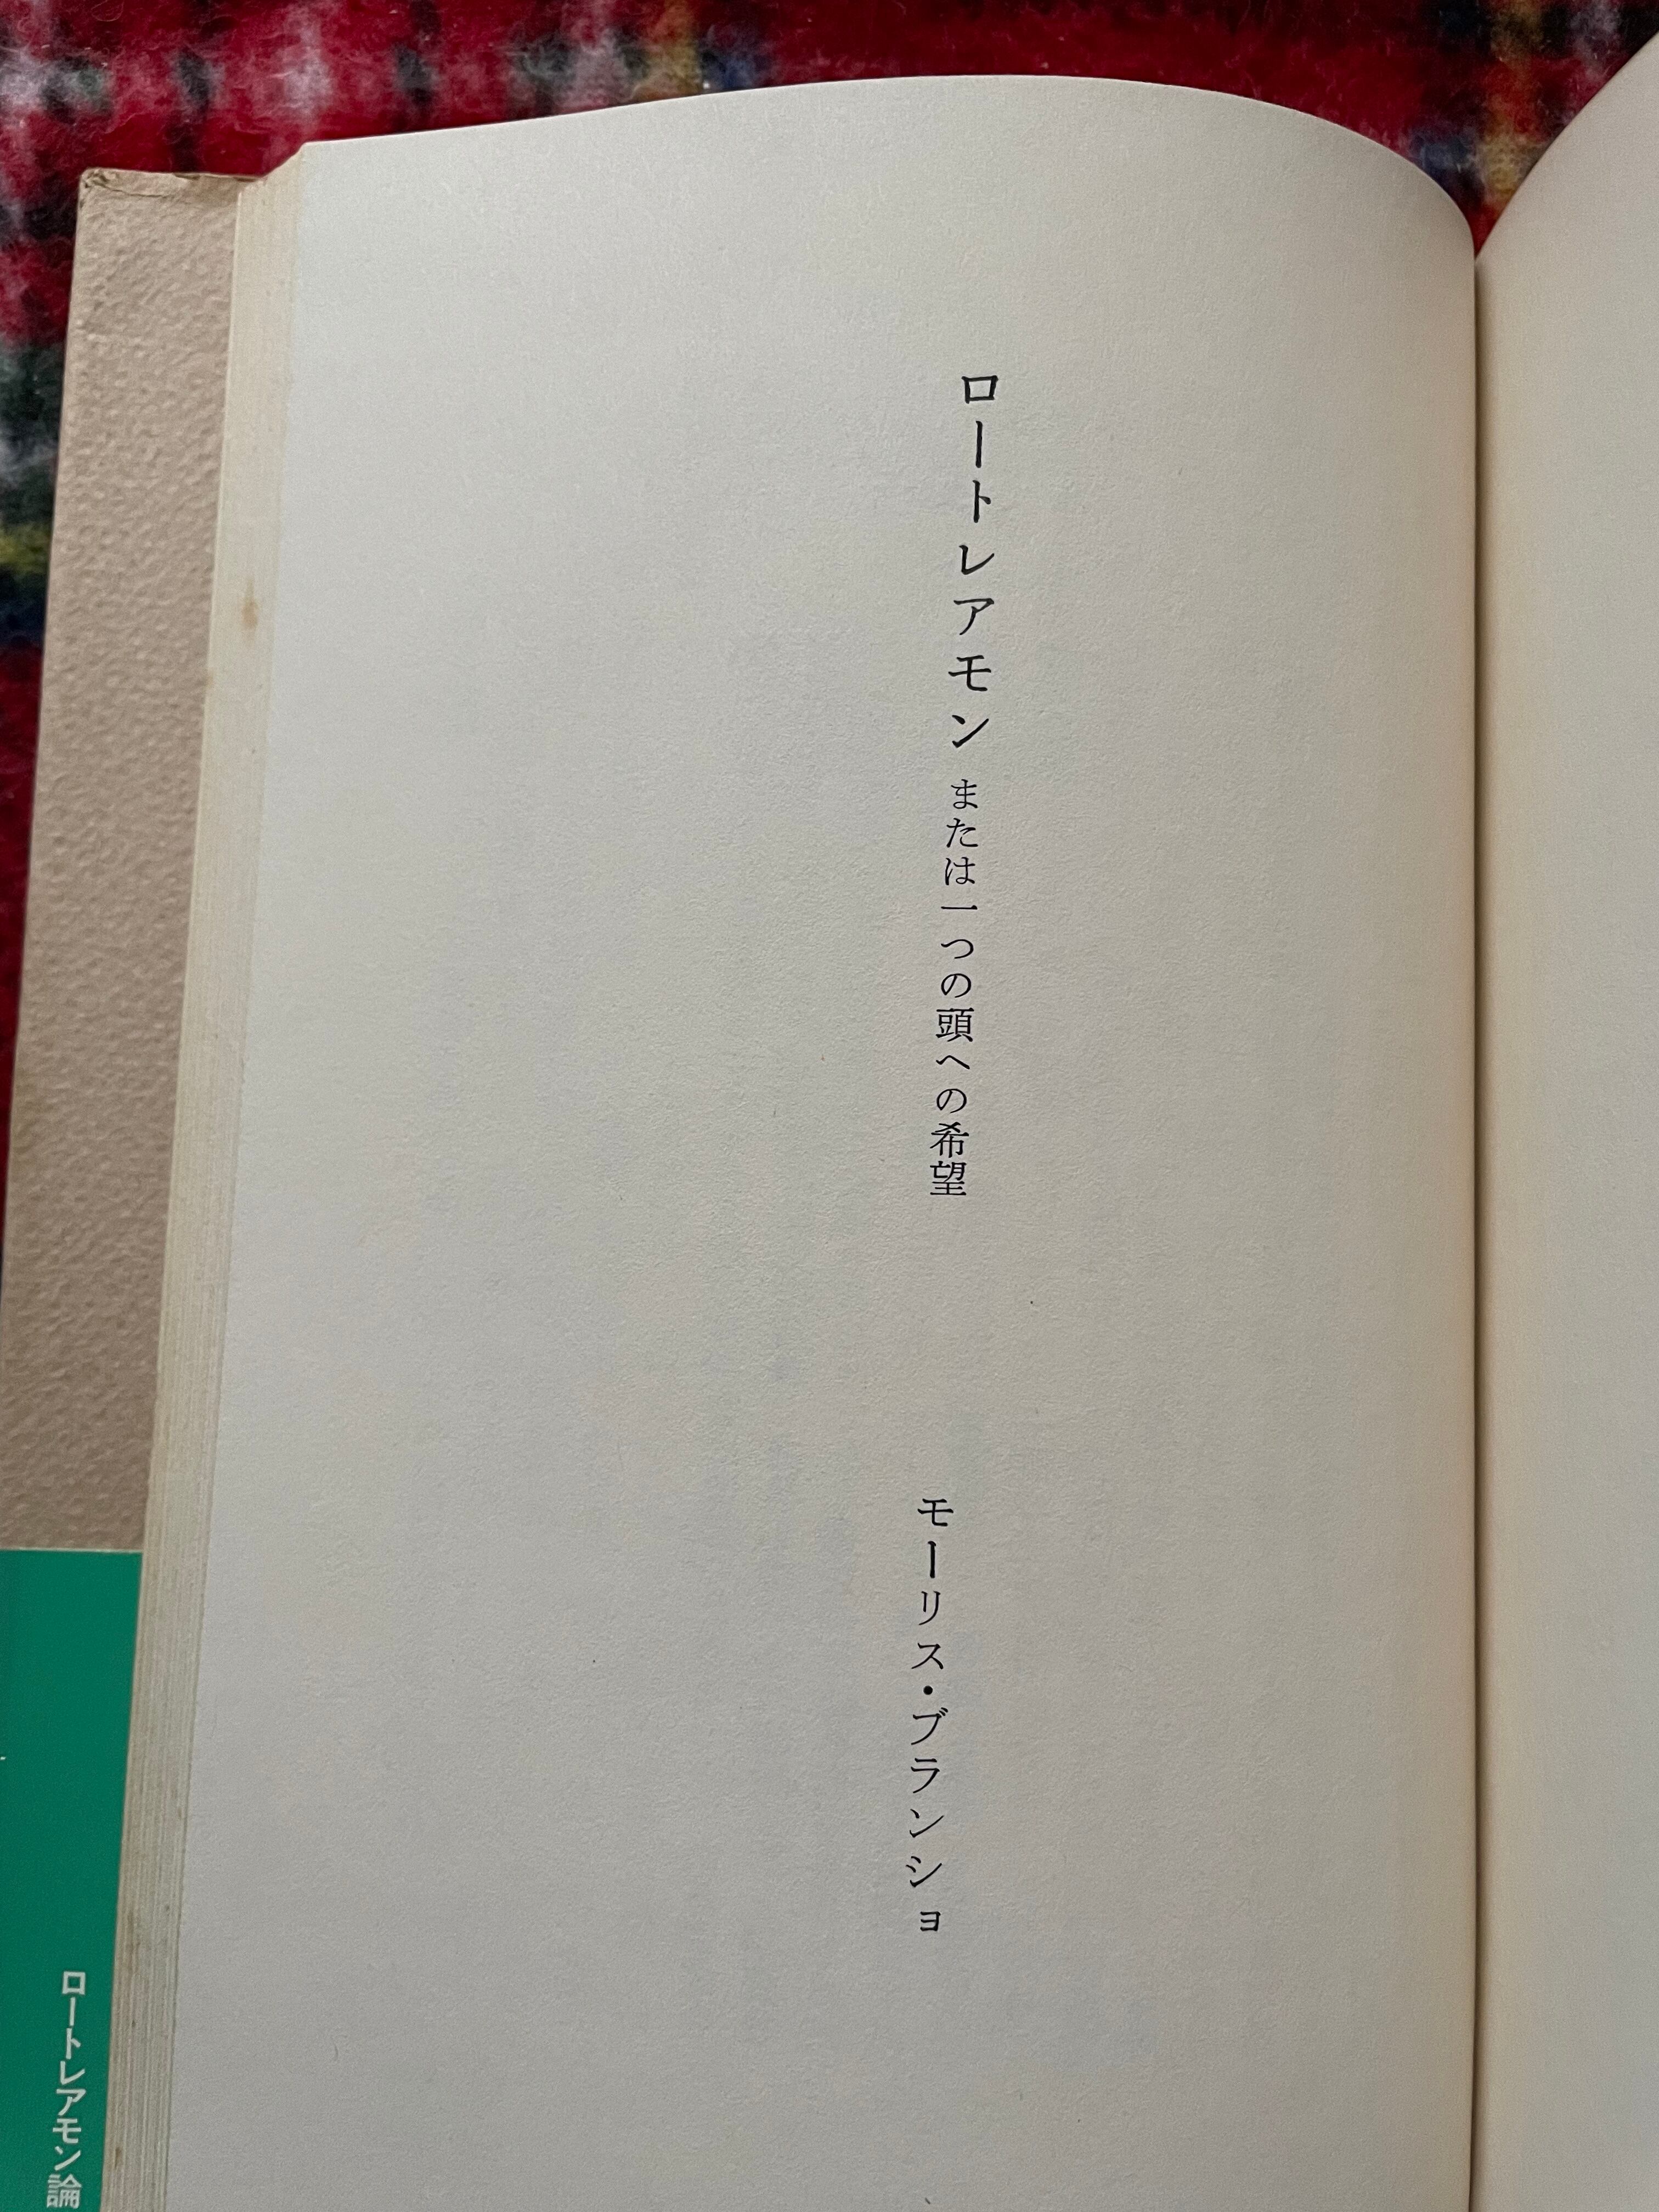 ロートレアモン または一つの頭への希望
モーリス・ブランショ
ロートレアモン論